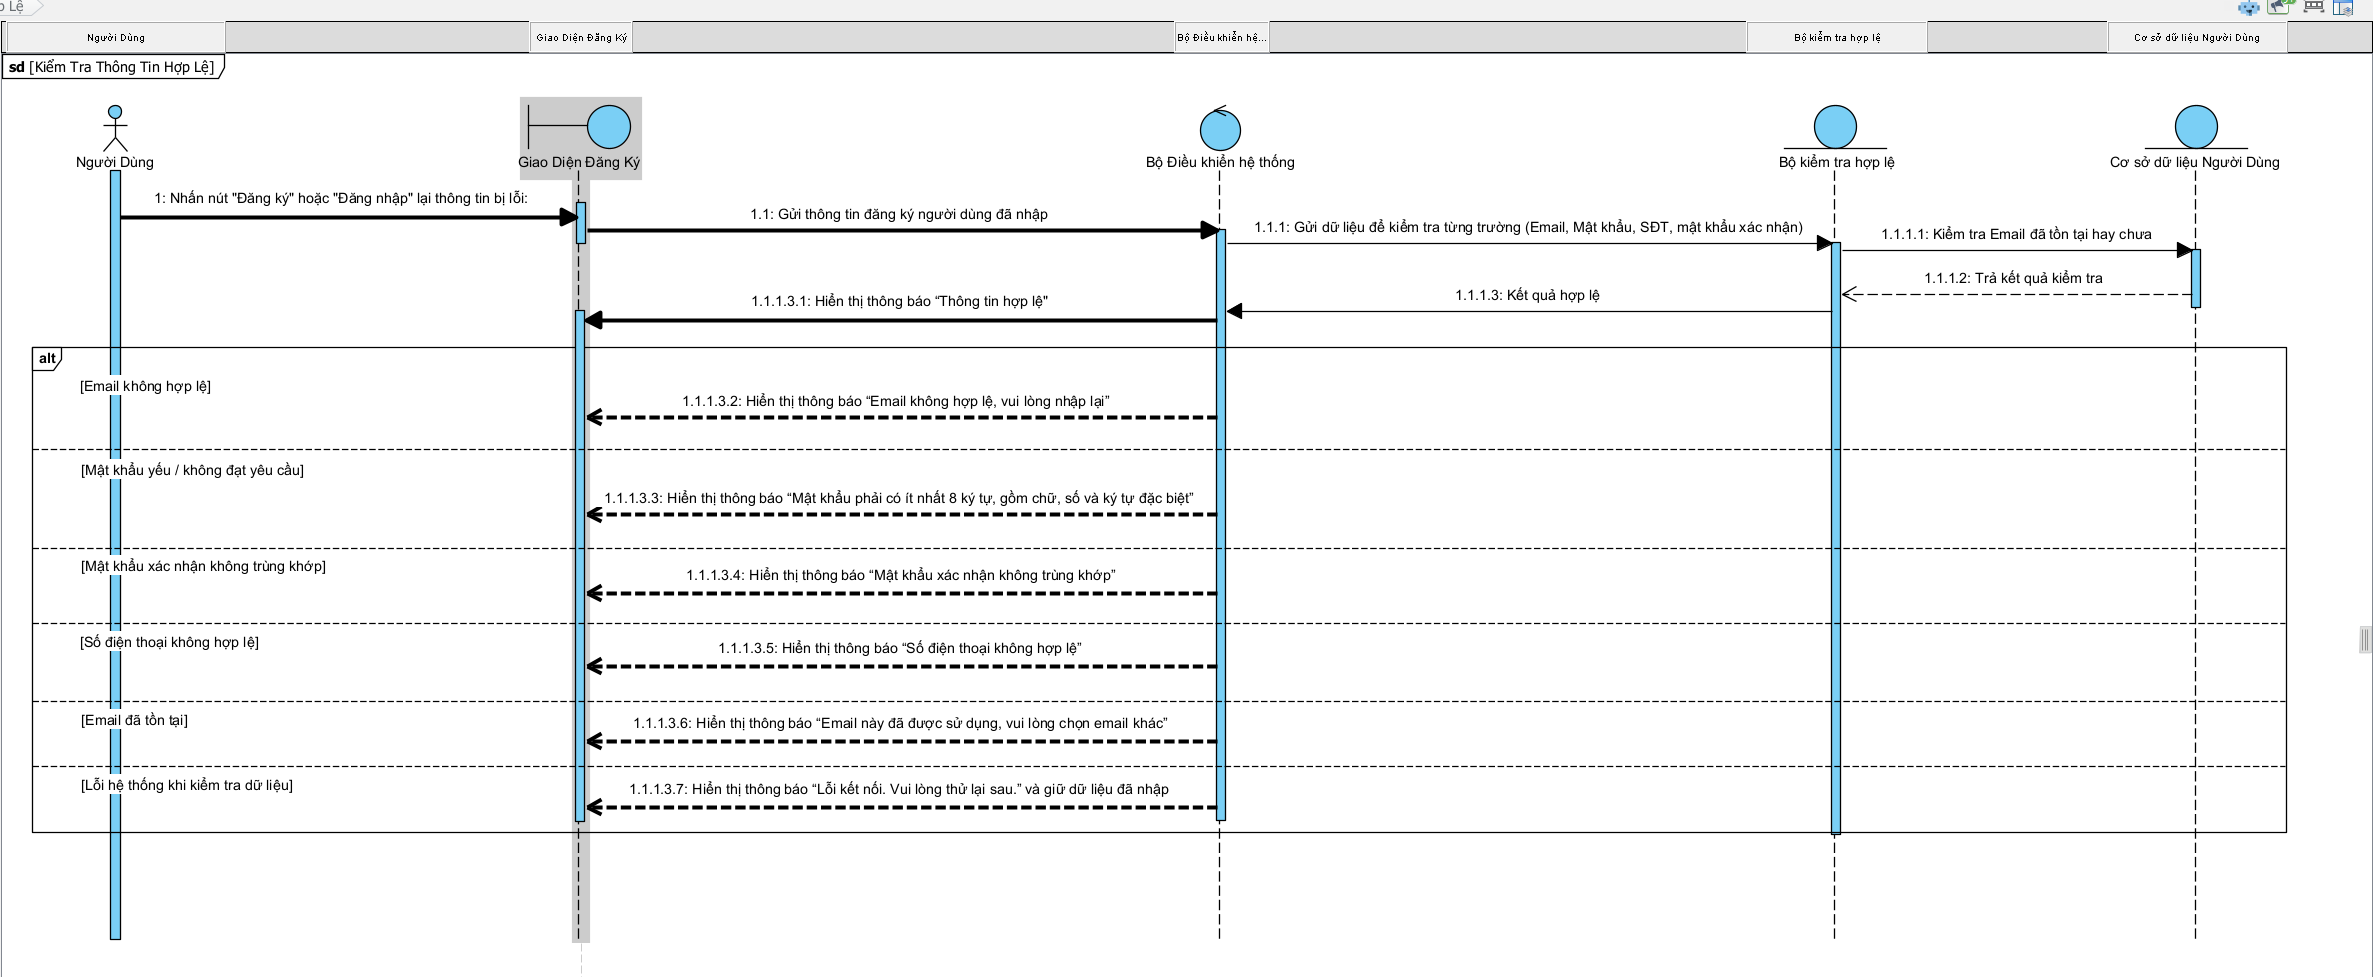 p Lệ
Người Dùng
Giao Diện Đăng Ký
Bộ Điều khiển hệ...
Bộ kiểm tra hợp lệ
Cơ sở dữ liệu Người Dùng
sd [Kiểm Tra Thông Tin Hợp Lệ]
Người Dùng
Giao Diện Đăng Ký
Bộ Điều khiển hệ thống
Bộ kiểm tra hợp lệ
Cơ sở dữ liệu Người Dùng
1: Nhấn nút "Đăng ký" hoặc "Đăng nhập" lại thông tin bị lỗi:
1.1: Gửi thông tin đăng ký người dùng đã nhập
1.1.1: Gửi dữ liệu để kiểm tra từng trường (Email, Mật khẩu, SĐT, mật khẩu xác nhận)
1.1.1.1: Kiểm tra Email đã tồn tại hay chưa
1.1.1.2: Trả kết quả kiểm tra
1.1.1.3: Kết quả hợp lệ
1.1.1.3.1: Hiển thị thông báo “Thông tin hợp lệ"
alt
[Email không hợp lệ]
1.1.1.3.2: Hiển thị thông báo “Email không hợp lệ, vui lòng nhập lại”
[Mật khẩu yếu / không đạt yêu cầu]
1.1.1.3.3: Hiển thị thông báo “Mật khẩu phải có ít nhất 8 ký tự, gồm chữ, số và ký tự đặc biệt”
[Mật khẩu xác nhận không trùng khớp]
1.1.1.3.4: Hiển thị thông báo “Mật khẩu xác nhận không trùng khớp”
[Số điện thoại không hợp lệ]
1.1.1.3.5: Hiển thị thông báo “Số điện thoại không hợp lệ”
[Email đã tồn tại]
1.1.1.3.6: Hiển thị thông báo “Email này đã được sử dụng, vui lòng chọn email khác”
[Lỗi hệ thống khi kiểm tra dữ liệu]
1.1.1.3.7: Hiển thị thông báo “Lỗi kết nối. Vui lòng thử lại sau.” và giữ dữ liệu đã nhập